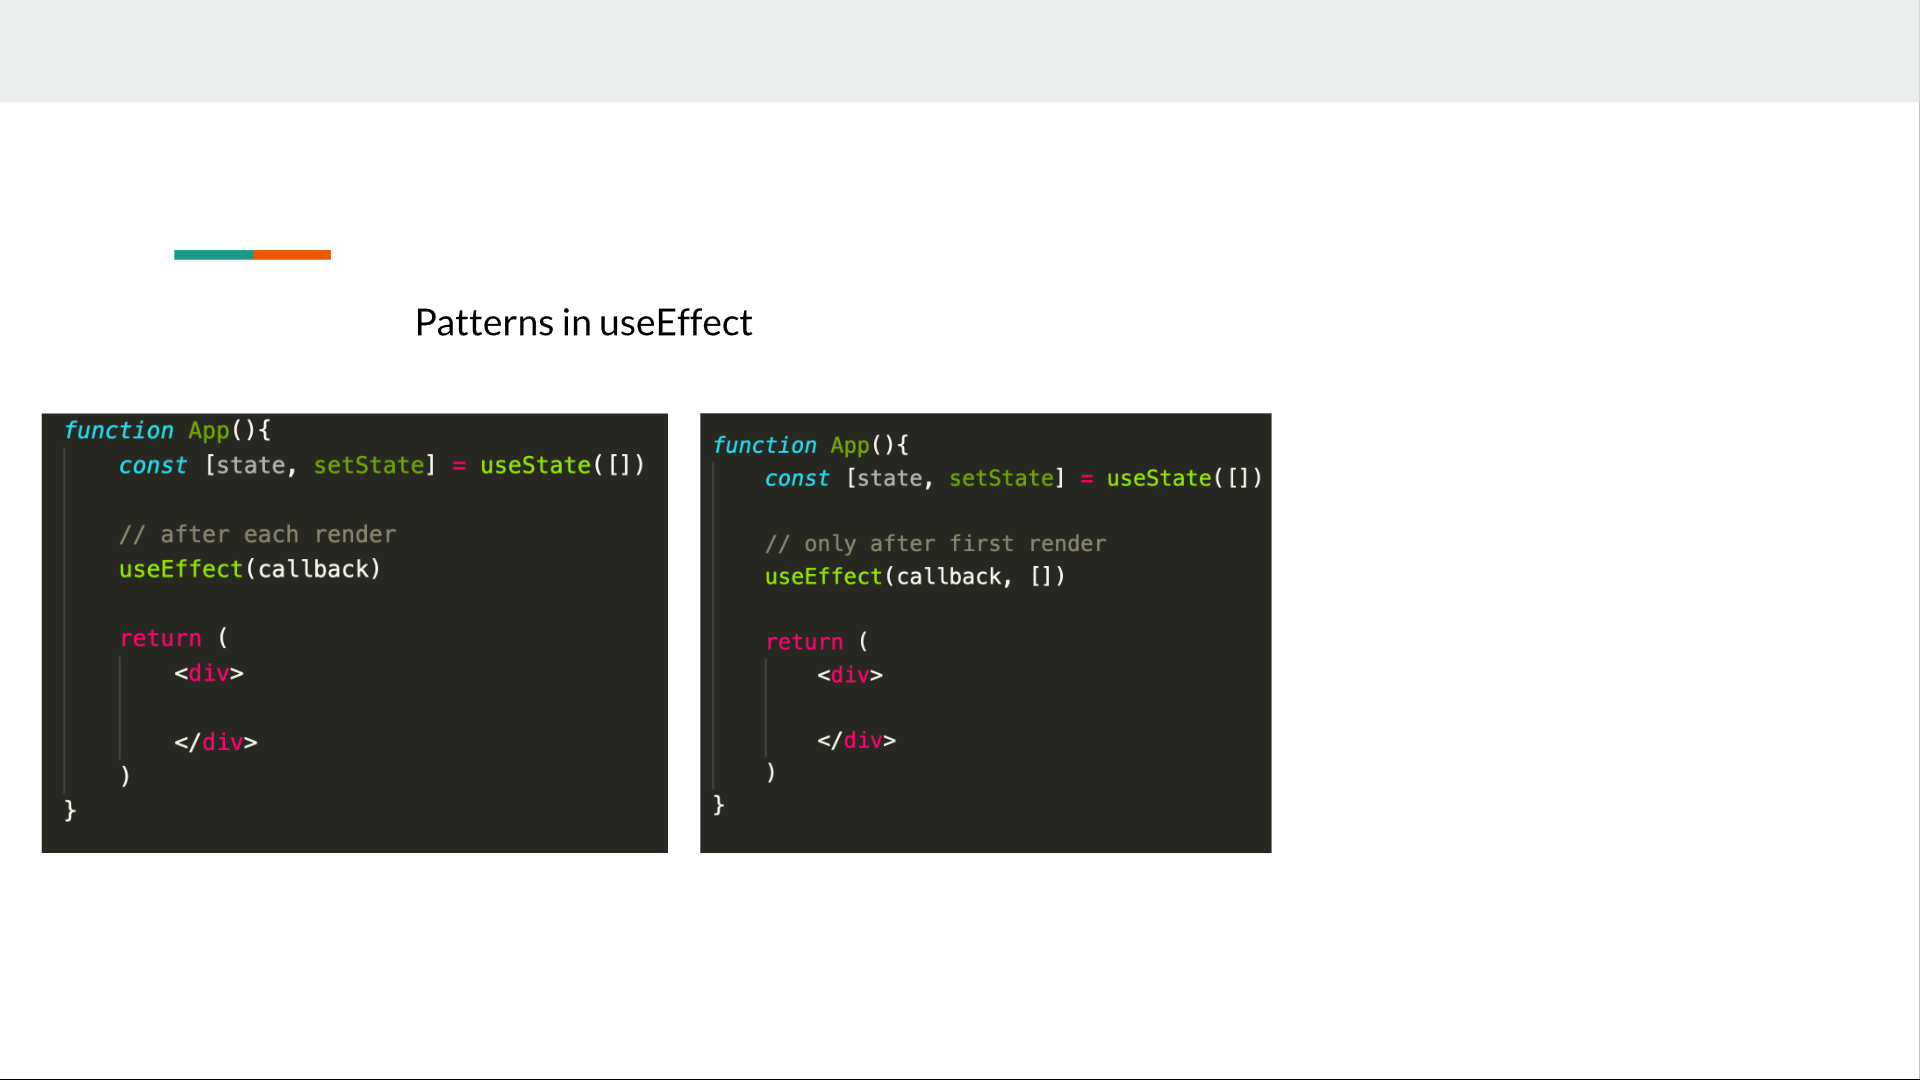 Patterns in useEffect
function App(){
const [state, setState] = useState([])
// after each render
useEffect(callback)
return (
<div>
</div>
)
}
function App(){
const [state, setState] = useState([])
// only after first render
useEffect(callback, [])
return (
<div>
</div>
)
}